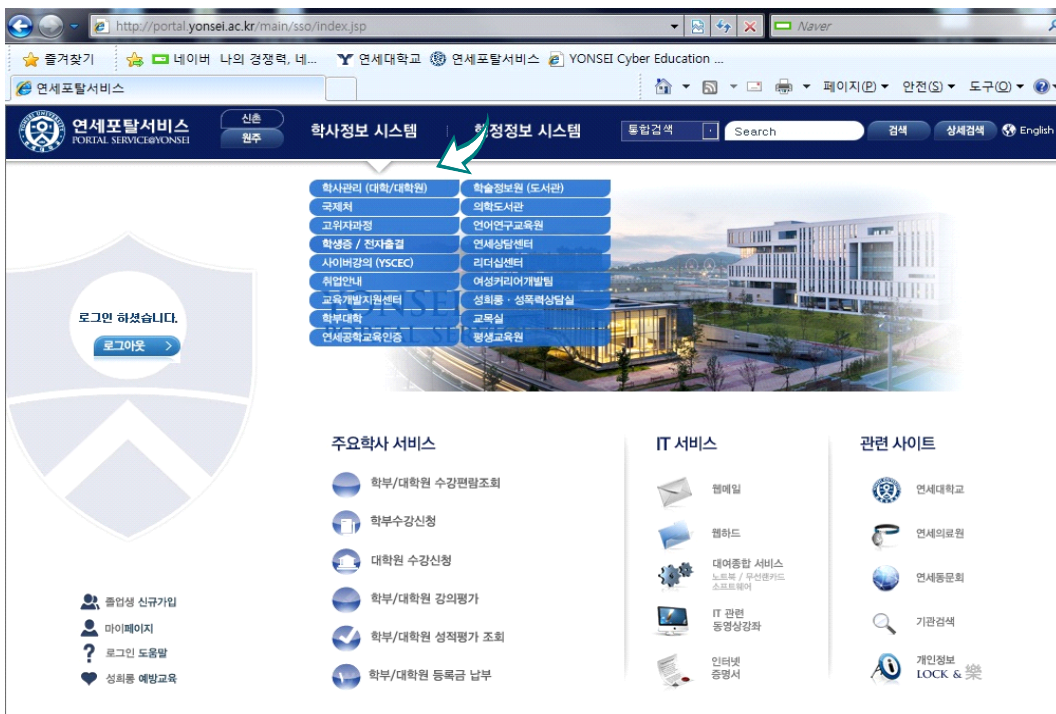 http://portal.yonsei.ac.kr/main/sso/index.jsp
Naver
즐겨찾기
네이버 나의 경쟁력, 네...
연세대학교
연세포탈서비스
YONSEI Cyber Education ...
연세포탈서비스
페이지(P)
안전(S)
도구(O)
연세포탈서비스
PORTAL SERVICE@YONSEI
신촌
원주
학사정보 시스템
정정보 시스템
통합검색
Search
검색
상세검색
English
학사관리 (대학/대학원)
국제처
고위자과정
학생증 / 전자출결
사이버강의 (YSCEC)
취업안내
교육개발지원센터
학부대학
연세공학교육인증
학술정보원 (도서관)
의학도서관
언어연구교육원
연세상담센터
리더십센터
여성커리어개발팀
성희롱 · 성폭력상담실
교목실
평생교육원
로그인 하셨습니다.
로그아웃
졸업생 신규가입
마이페이지
로그인 도움말
성희롱 예방교육
주요학사 서비스
학부/대학원 수강편람조회
학부수강신청
대학원 수강신청
학부/대학원 강의평가
학부/대학원 성적평가 조회
학부/대학원 등록금 납부
IT 서비스
웹메일
웹하드
대여종합 서비스
노트북 / 무선랜카드
소프트웨어
IT 관련
동영상강좌
인터넷
증명서
관련 사이트
연세대학교
연세의료원
연세동문회
기관검색
개인정보
LOCK & 樂